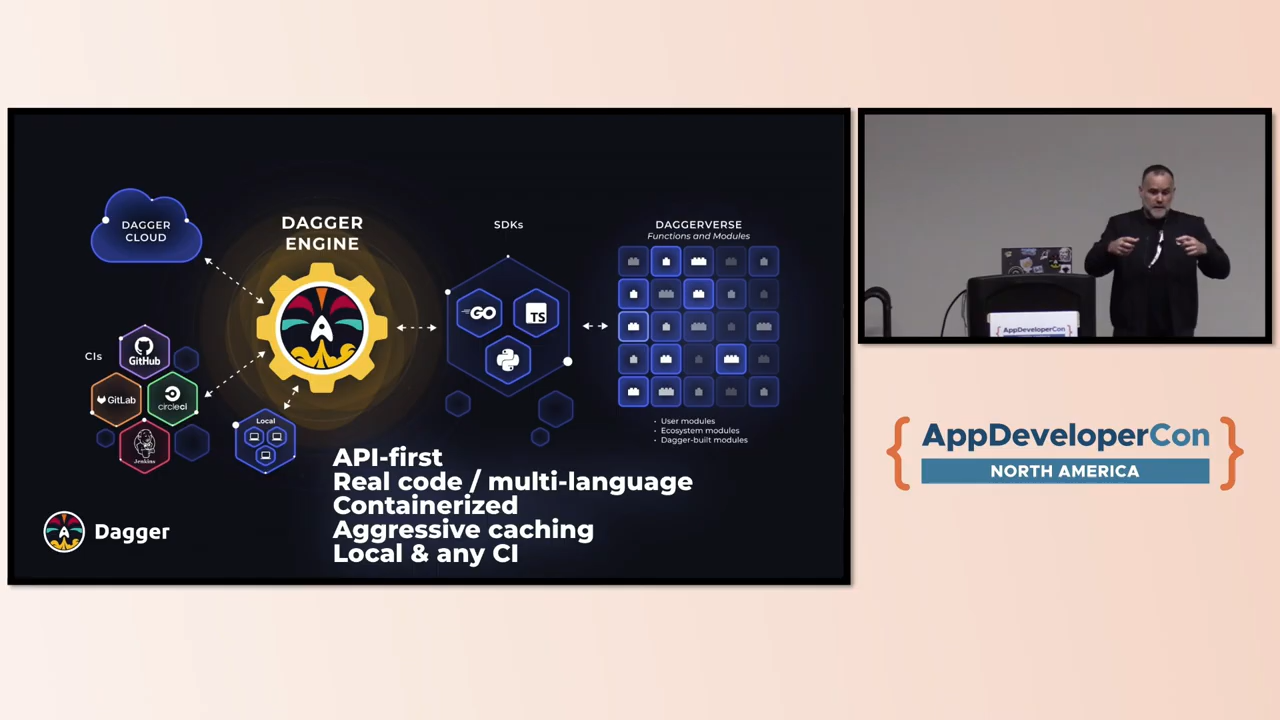 DAGGER
CLOUD
DAGGER
ENGINE
SDKs
DAGGERVERSE
Functions and Modules
GO
TS
CIs
GitHub
GitLab
circleci
Jenkins
Local
User modules
Ecosystem modules
Dagger-built modules
API-first
Real code / multi-language
Containerized
Aggressive caching
Local & any CI
Dagger
AppDeveloperCon
{ AppDeveloperCon }
NORTH AMERICA